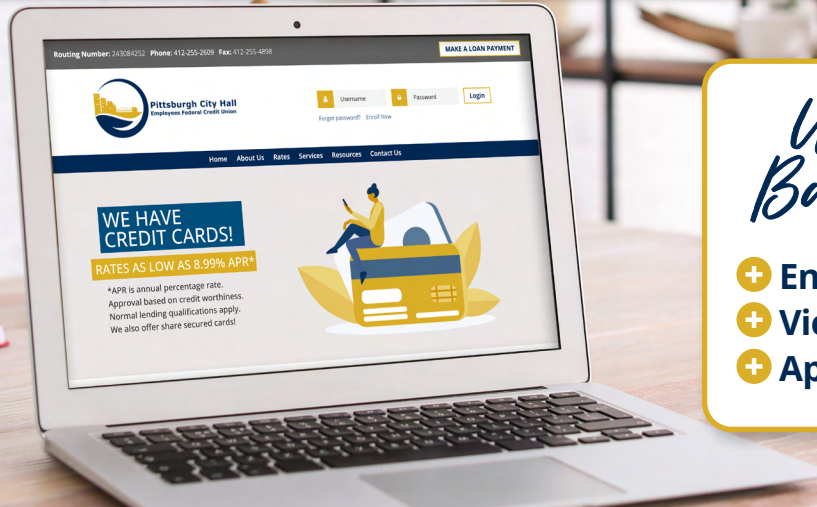 Routing Number: 243084252 Phone: 412-255-2609 Fax: 412-255-4898
MAKE A LOAN PAYMENT
Pittsburgh City Hall
Employees Federal Credit Union
Username
Password
Login
Forgot password? Enroll Now
Home About Us Rates Services Resources Contact Us
WE HAVE
CREDIT CARDS!
RATES AS LOW AS 8.99% APR*
*APR is annual percentage rate.
Approval based on credit worthiness.
Normal lending qualifications apply.
We also offer share secured cards!